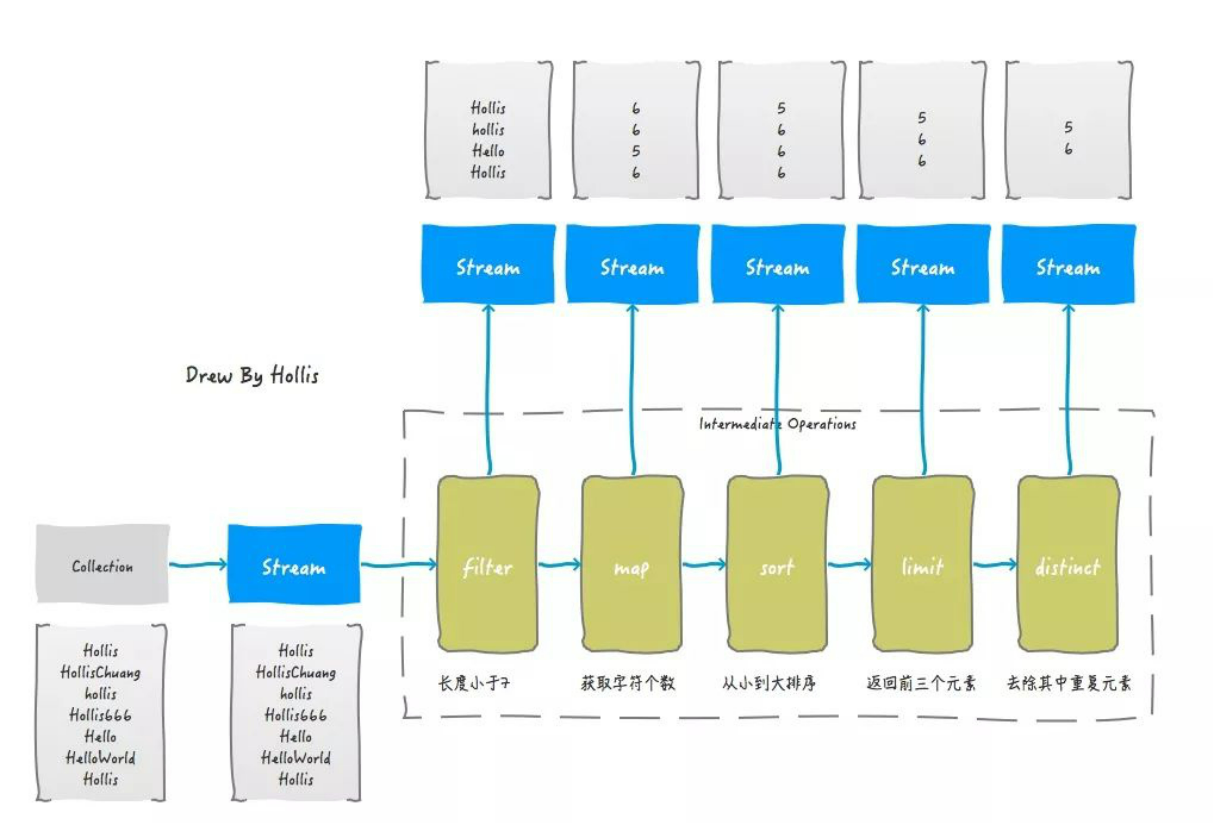 Hollis
hollis
Hello
Hollis
6
6
5
6
5
6
6
6
5
6
6
5
6
Stream
Stream
Stream
Stream
Stream
Drew By Hollis
Intermediate Operations
Collection
Stream
filter
map
sort
limit
distinct
Hollis
HollisChuang
hollis
Hollis666
Hello
HelloWorld
Hollis
Hollis
HollisChuang
hollis
Hollis666
Hello
HelloWorld
Hollis
长度小于7
获取字符个数
从小到大排序
返回前三个元素
去除其中重复元素